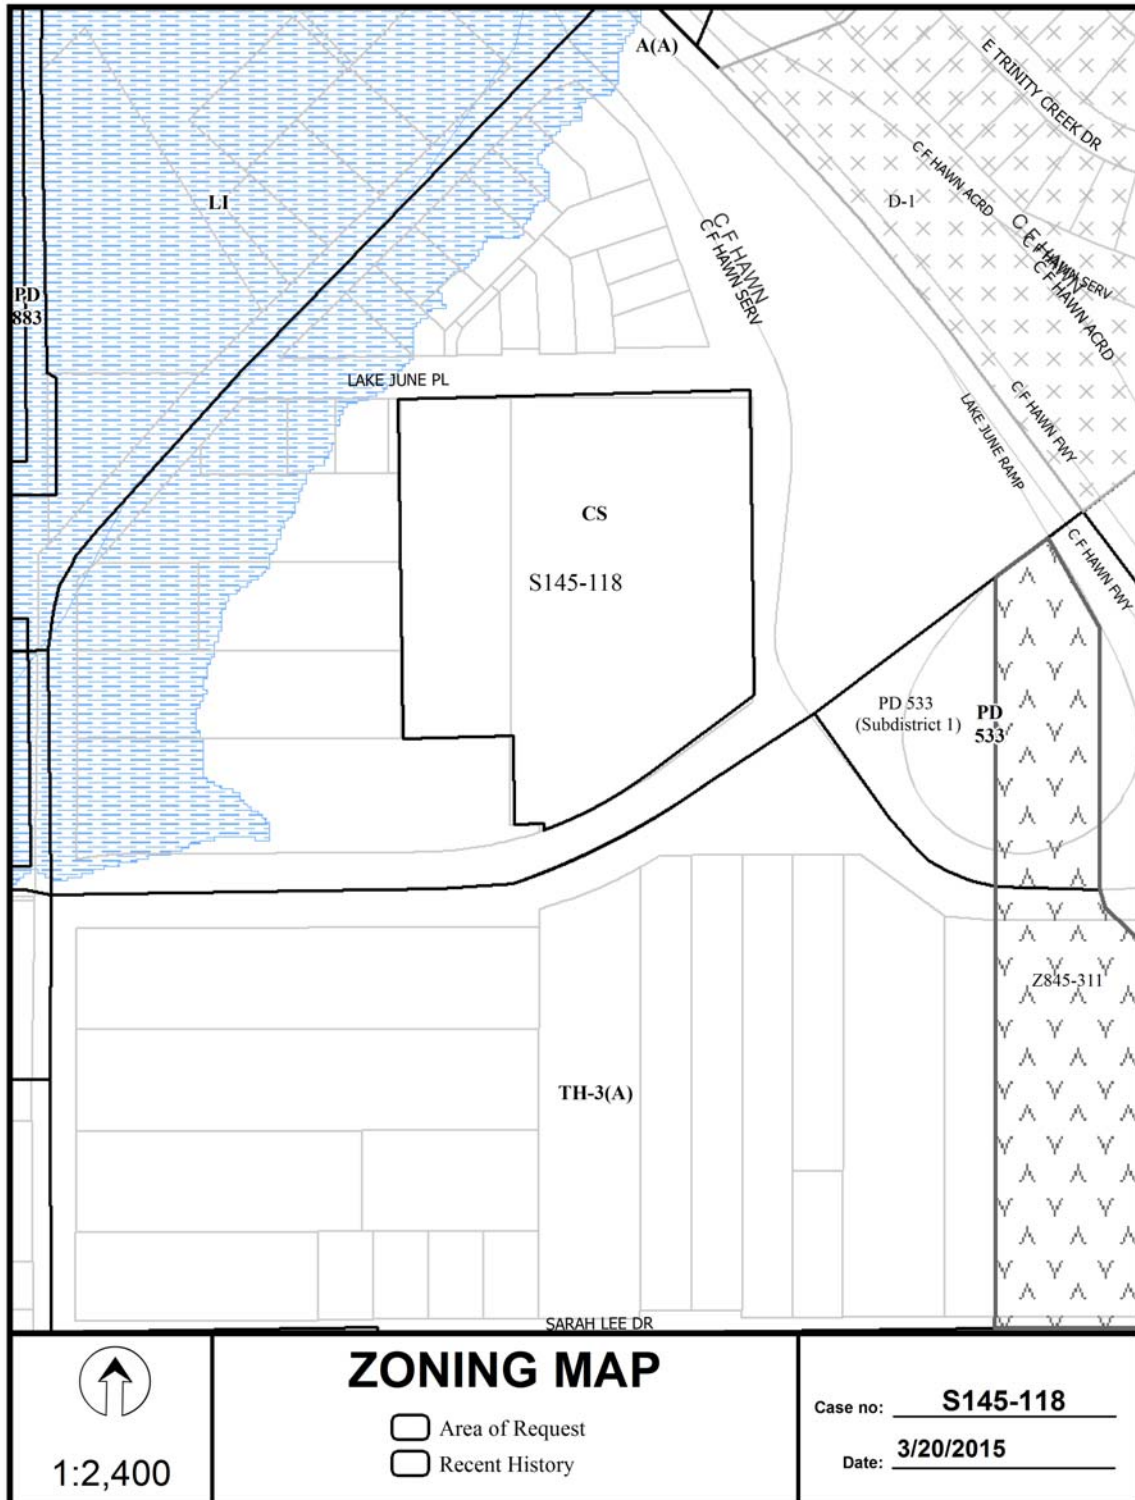 A(A)
E TRINITY CREEK DR
C F HAWN ACRD
D-1
LI
C F HAWN
C F HAWN SERV
C F HAWN
C F HAWN SERV
C F HAWN ACRD
PD
883
LAKE JUNE PL
C F HAWN FWY
LAKE JUNE RAMP
CS
S145-118
C F HAWN FWY
PD 533
(Subdistrict 1)
PD
533
Z845-311
TH-3(A)
SARAH LEE DR
1:2,400
ZONING MAP
Area of Request
Recent History
Case no: S145-118
Date: 3/20/2015